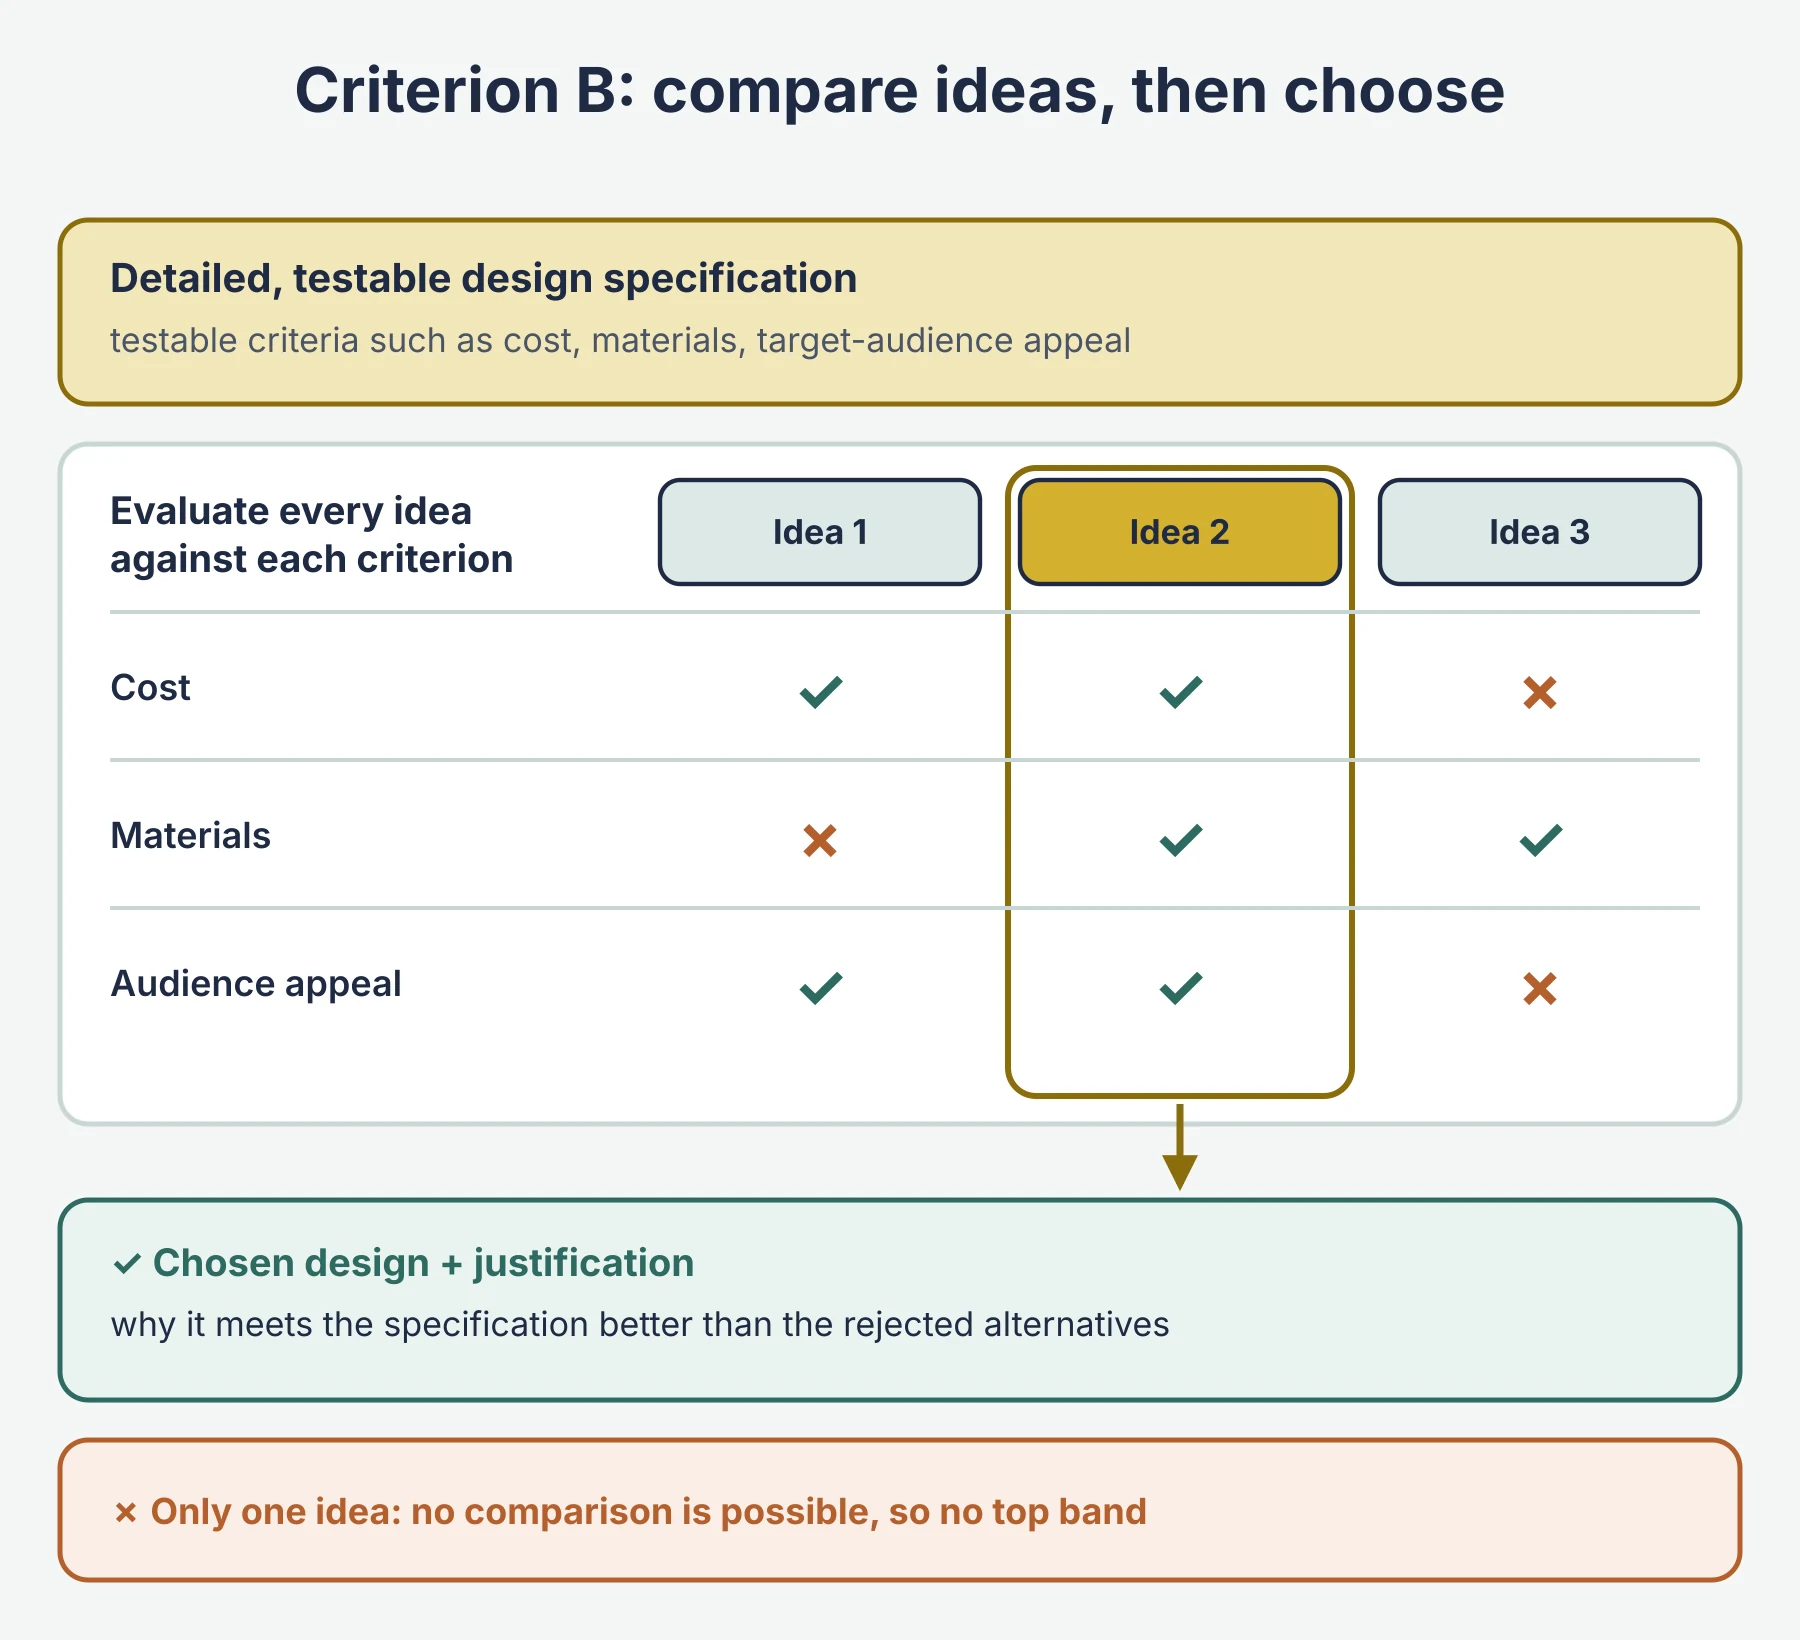 Criterion B: compare ideas, then choose
Detailed, testable design specification
testable criteria such as cost, materials, target-audience appeal
Evaluate every idea
against each criterion
Idea 1
Idea 2
Idea 3
Cost
✓ ✓ ✗
Materials
✗ ✓ ✓
Audience appeal
✓ ✓ ✗
✓ Chosen design + justification
why it meets the specification better than the rejected alternatives
✗ Only one idea: no comparison is possible, so no top band